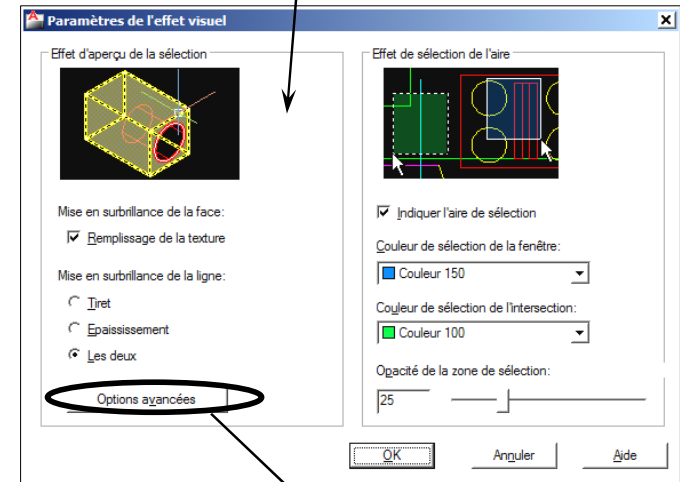 Paramètres de l'effet visuel
Effet d'aperçu de la sélection
Mise en surbrillance de la face:
Remplissage de la texture
Mise en surbrillance de la ligne:
Tiret
Epaississement
Les deux
Options avancées
Effet de sélection de l'aire
Indiquer l'aire de sélection
Couleur de sélection de la fenêtre:
Couleur 150
Couleur de sélection de l'intersection:
Couleur 100
Opacité de la zone de sélection:
25
OK
Annuler
Aide